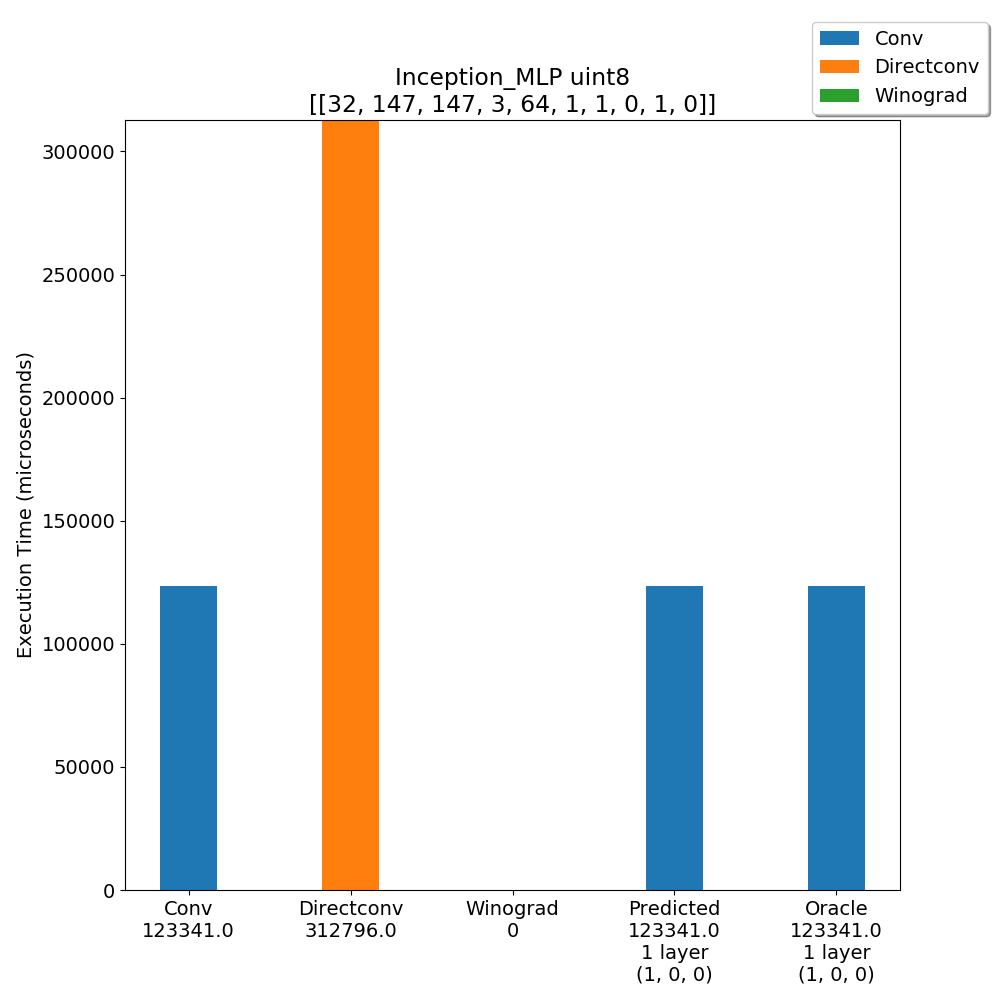 Conv
Directconv
Winograd
Inception_MLP uint8
[[32, 147, 147, 3, 64, 1, 1, 0, 1, 0]]
Execution Time (microseconds)
300000
250000
200000
150000
100000
50000
0
Conv
123341.0
Directconv
312796.0
Winograd
0
Predicted
123341.0
1 layer
(1, 0, 0)
Oracle
123341.0
1 layer
(1, 0, 0)